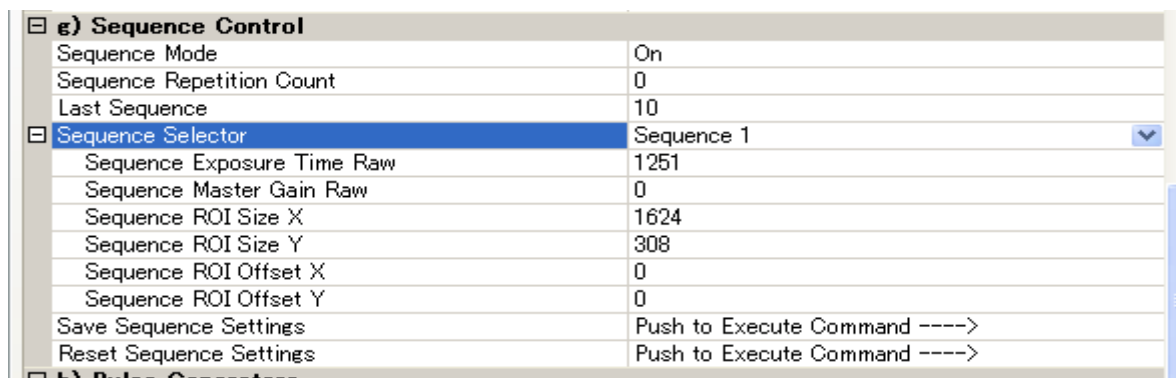 g) Sequence Control
Sequence Mode On
Sequence Repetition Count 0
Last Sequence 10
Sequence Selector Sequence 1
Sequence Exposure Time Raw 1251
Sequence Master Gain Raw 0
Sequence ROI Size X 1624
Sequence ROI Size Y 308
Sequence ROI Offset X 0
Sequence ROI Offset Y 0
Save Sequence Settings Push to Execute Command ---->
Reset Sequence Settings Push to Execute Command ---->